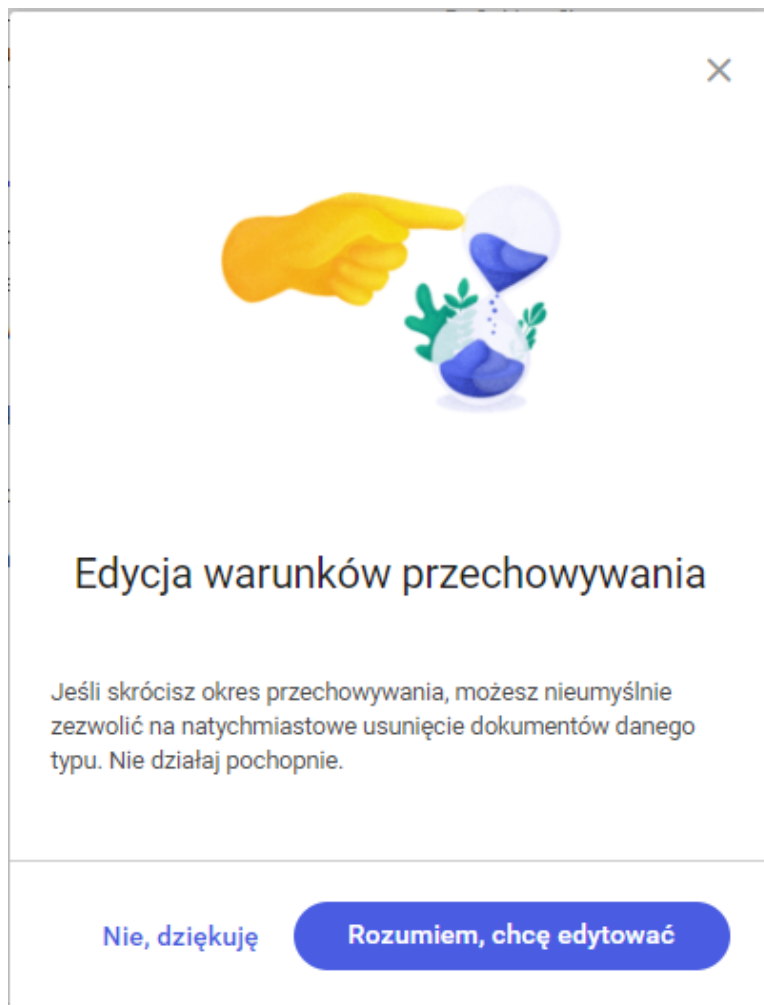 Edycja warunków przechowywania
Jeśli skrócisz okres przechowywania, możesz nieumyślnie
zezwolić na natychmiastowe usunięcie dokumentów danego
typu. Nie działaj pochopnie.
Nie, dziękuję
Rozumiem, chcę edytować